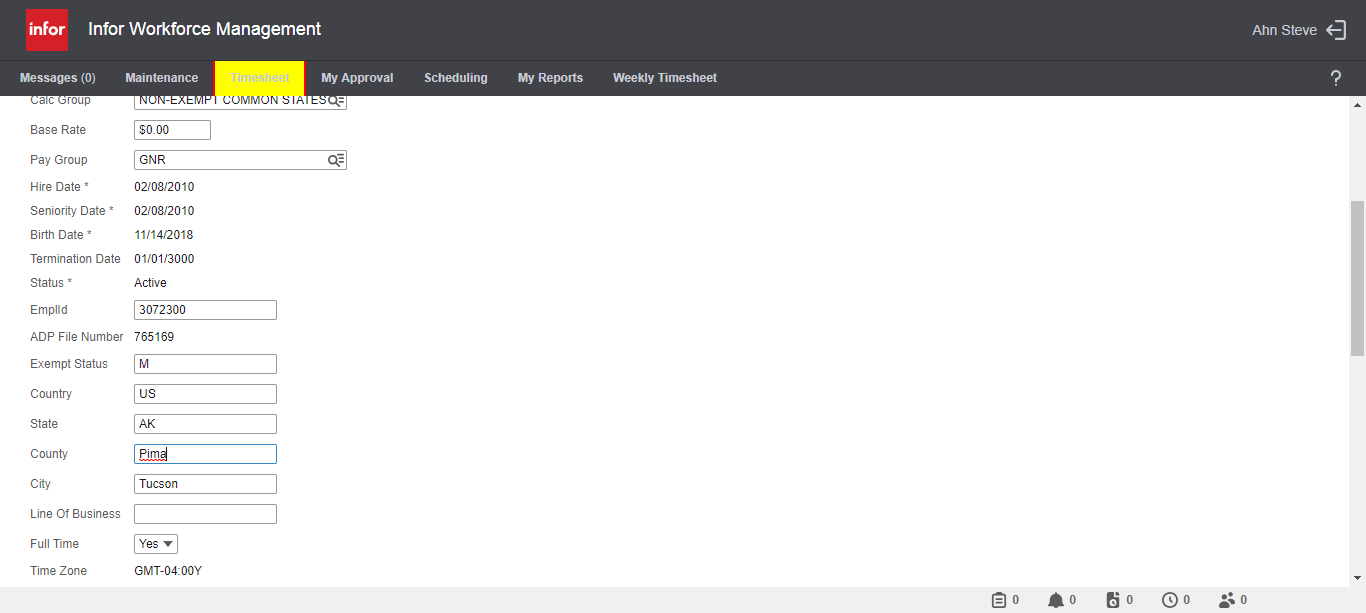 infor Infor Workforce Management Ahn Steve
Messages (0) Maintenance Timesheet My Approval Scheduling My Reports Weekly Timesheet ?
Calc Group NON-EXEMPT COMMON STATES
Base Rate $0.00
Pay Group GNR
Hire Date * 02/08/2010
Seniority Date * 02/08/2010
Birth Date * 11/14/2018
Termination Date 01/01/3000
Status * Active
EmplId 3072300
ADP File Number 765169
Exempt Status M
Country US
State AK
County Pima
City Tucson
Line Of Business
Full Time Yes
Time Zone GMT-04:00Y
0 0 0 0 0